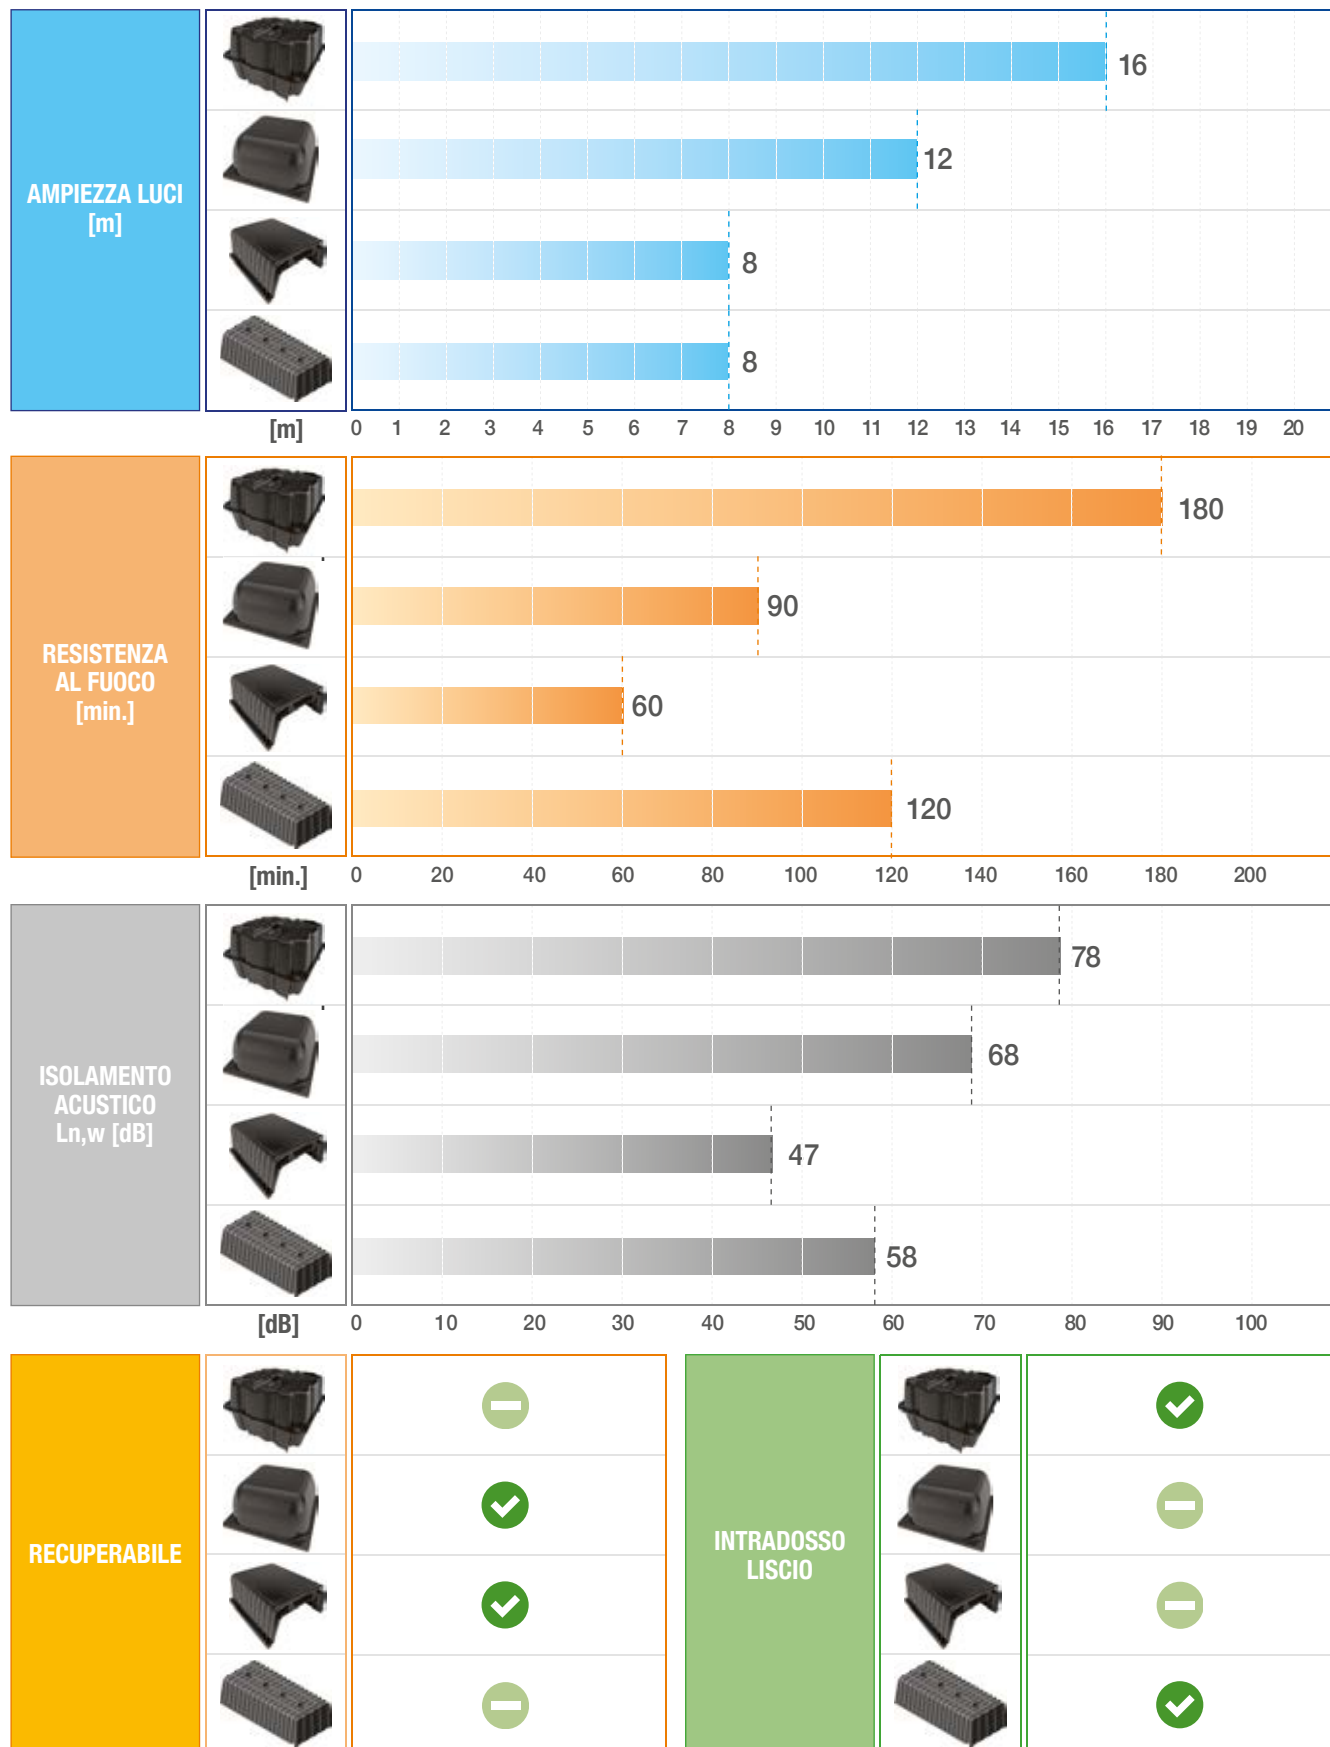 AMPIEZZA LUCI
[m]
16
12
8
8
[m] 0 1 2 3 4 5 6 7 8 9 10 11 12 13 14 15 16 17 18 19 20
RESISTENZA
AL FUOCO
[min.]
180
90
60
120
[min.] 0 20 40 60 80 100 120 140 160 180 200
ISOLAMENTO
ACUSTICO
Ln,w [dB]
78
68
47
58
[dB] 0 10 20 30 40 50 60 70 80 90 100
RECUPERABILE
INTRADOSSO
LISCIO